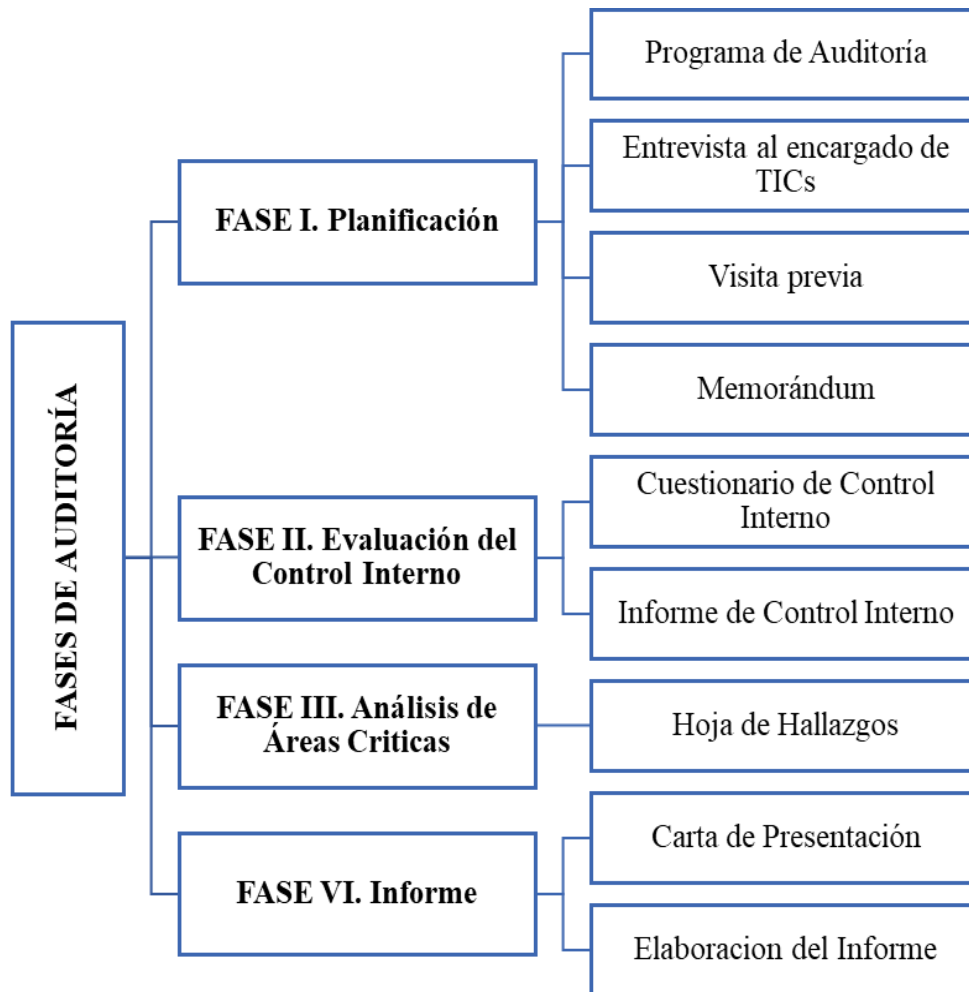 FASES DE AUDITORÍA
FASE I. Planificación
Programa de Auditoría
Entrevista al encargado de
TICs
Visita previa
Memorándum
FASE II. Evaluación del
Control Interno
Cuestionario de Control
Interno
Informe de Control Interno
FASE III. Análisis de
Áreas Criticas
Hoja de Hallazgos
FASE VI. Informe
Carta de Presentación
Elaboracion del Informe